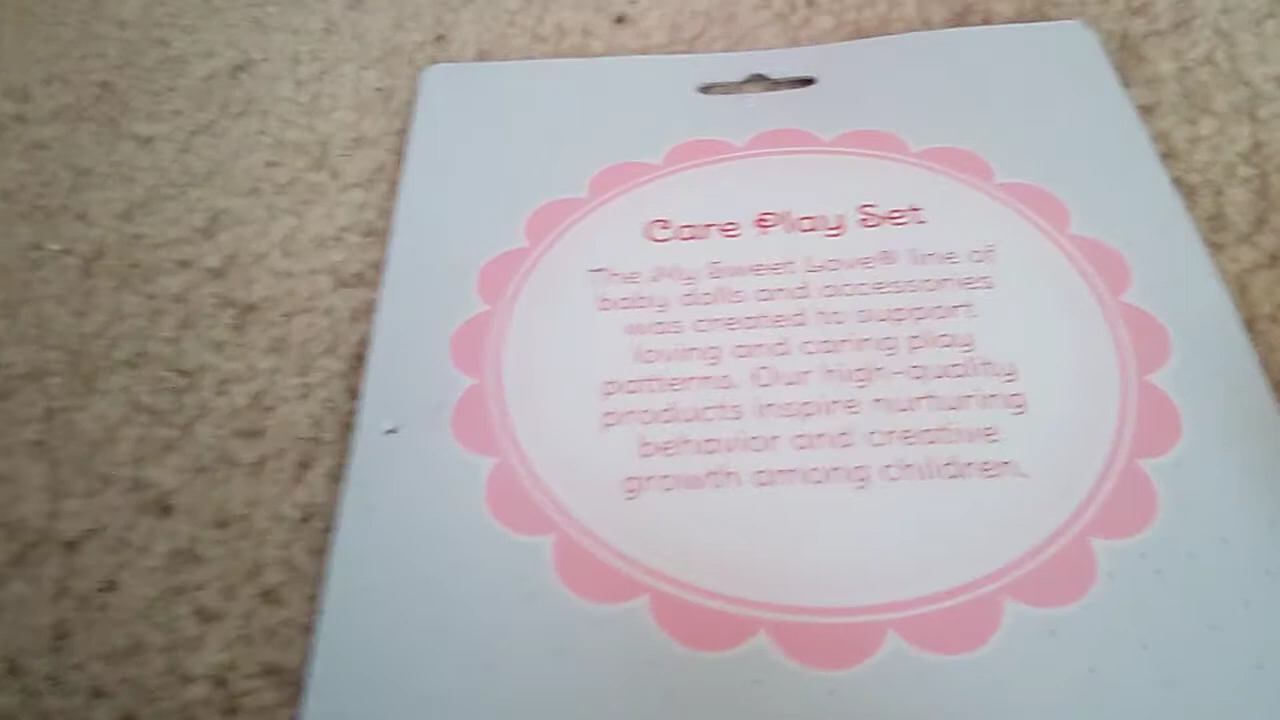 Care Play Set
The My Sweet Love® line of
baby dolls and accessories
was created to support
loving and caring play
patterns. Our high-quality
products inspire nurturing
behavior and creative
growth among children.